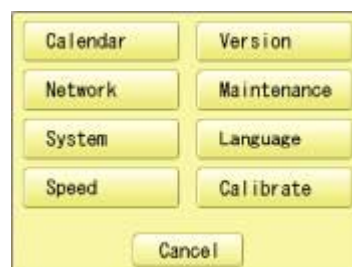 Calendar Version
Network Maintenance
System Language
Speed Calibrate
Cancel